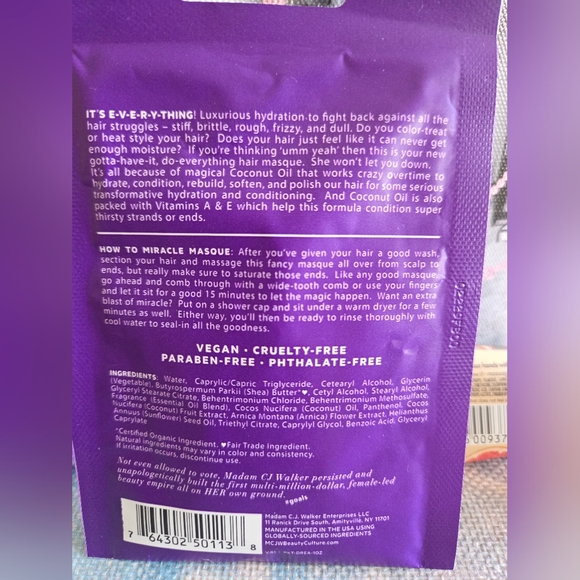 IT'S E-V-E-R-Y-THING! Luxurious hydration to fight back against all the
hair struggles – stiff, brittle, rough, frizzy, and dull. Do you color-treat
or heat style your hair? Does your hair just feel like it can never get
enough moisture? If you're thinking 'umm yeah' then this is your new
gotta-have-it, do-everything hair masque. She won't let you down.
It's all because of magical Coconut Oil that works crazy overtime to
hydrate, condition, rebuild, soften, and polish our hair for some serious
transformative hydration and conditioning. And Coconut Oil is also
packed with Vitamins A & E which help this formula condition super
thirsty strands or ends.
HOW TO MIRACLE MASQUE: After you've given your hair a good wash,
section your hair and massage this fancy masque all over from scalp to
ends, but really make sure to saturate those ends. Like any good masque,
go ahead and comb through with a wide-tooth comb or use your fingers
and let it sit for a good 15 minutes to let the magic happen. Want an extra
blast of miracle? Put on a shower cap and sit under a warm dryer for a few
minutes as well. Either way, you'll then be ready to rinse thoroughly with
cool water to seal-in all the goodness.
VEGAN • CRUELTY-FREE
PARABEN-FREE • PHTHALATE-FREE
INGREDIENTS: Water, Caprylic/Capric Triglyceride, Cetearyl Alcohol, Glycerin
(Vegetable), Butyrospermum Parkii (Shea) Butter*♥, Cetyl Alcohol, Stearyl Alcohol,
Glyceryl Stearate Citrate, Behentrimonium Chloride, Behentrimonium Methosulfate,
Fragrance (Essential Oil Blend), Cocos Nucifera (Coconut) Oil, Panthenol, Cocos
Nucifera (Coconut) Fruit Extract, Arnica Montana (Arnica) Flower Extract, Helianthus
Annuus (Sunflower) Seed Oil, Triethyl Citrate, Caprylyl Glycol, Benzoic Acid, Glyceryl
Caprylate
*Certified Organic Ingredient. ♥Fair Trade Ingredient.
Natural ingredients may vary in color and consistency.
If irritation occurs, discontinue use.
Not even allowed to vote, Madam CJ Walker persisted and
unapologetically built the first multi-million-dollar, female-led
beauty empire all on HER own ground.
#goals
Madam C.J. Walker Enterprises LLC
11 Ranick Drive South, Amityville, NY 11701
MANUFACTURED IN THE USA USING
GLOBALLY-SOURCED INGREDIENTS
MCJWBeautyCulture.com
7 64302 50113 8